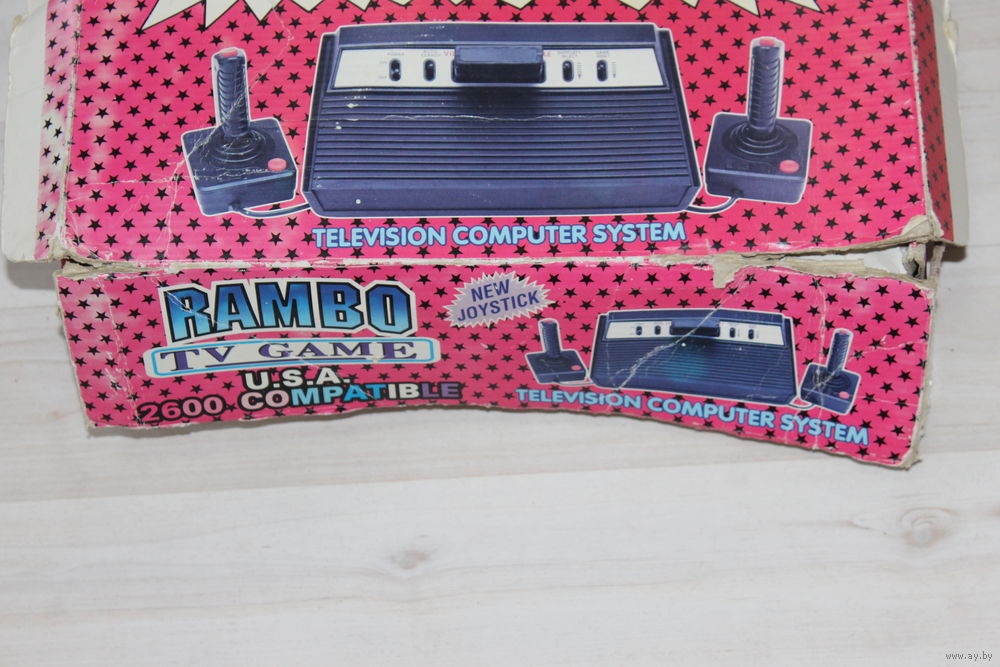 TELEVISION COMPUTER SYSTEM
RAMBO
TV GAME
U.S.A.
2600 COMPATIBLE
NEW
JOYSTICK
TELEVISION COMPUTER SYSTEM
www.ay.by